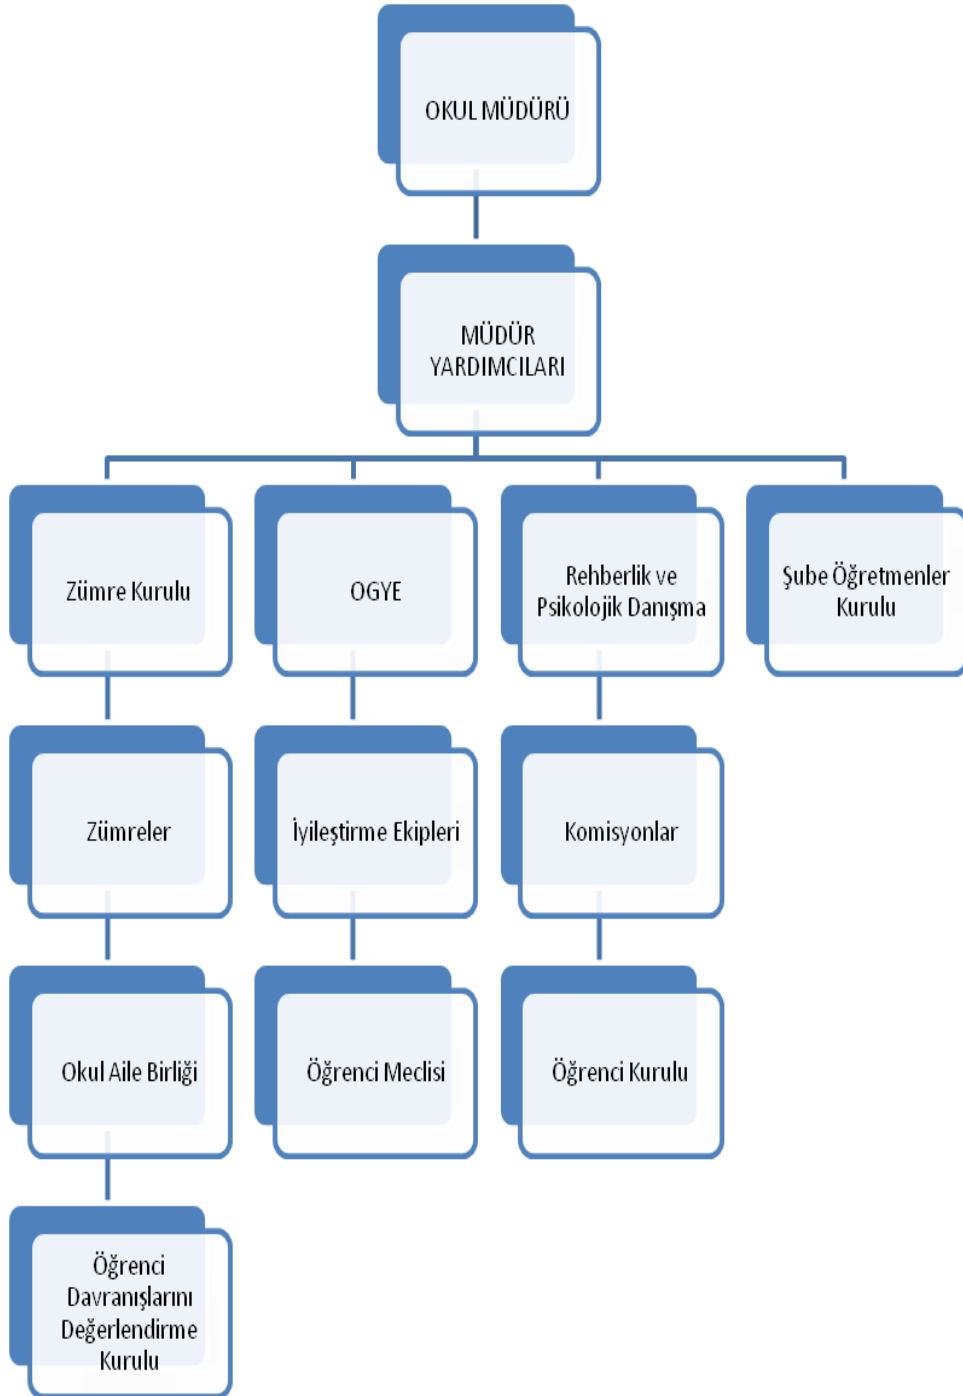 OKUL MÜDÜRÜ
MÜDÜR
YARDIMCILARI
Zümre Kurulu
OGYE
Rehberlik ve
Psikolojik Danışma
Şube Öğretmenler
Kurulu
Zümreler
İyileştirme Ekipleri
Komisyonlar
Okul Aile Birliği
Öğrenci Meclisi
Öğrenci Kurulu
Öğrenci
Davranışlarını
Değerlendirme
Kurulu